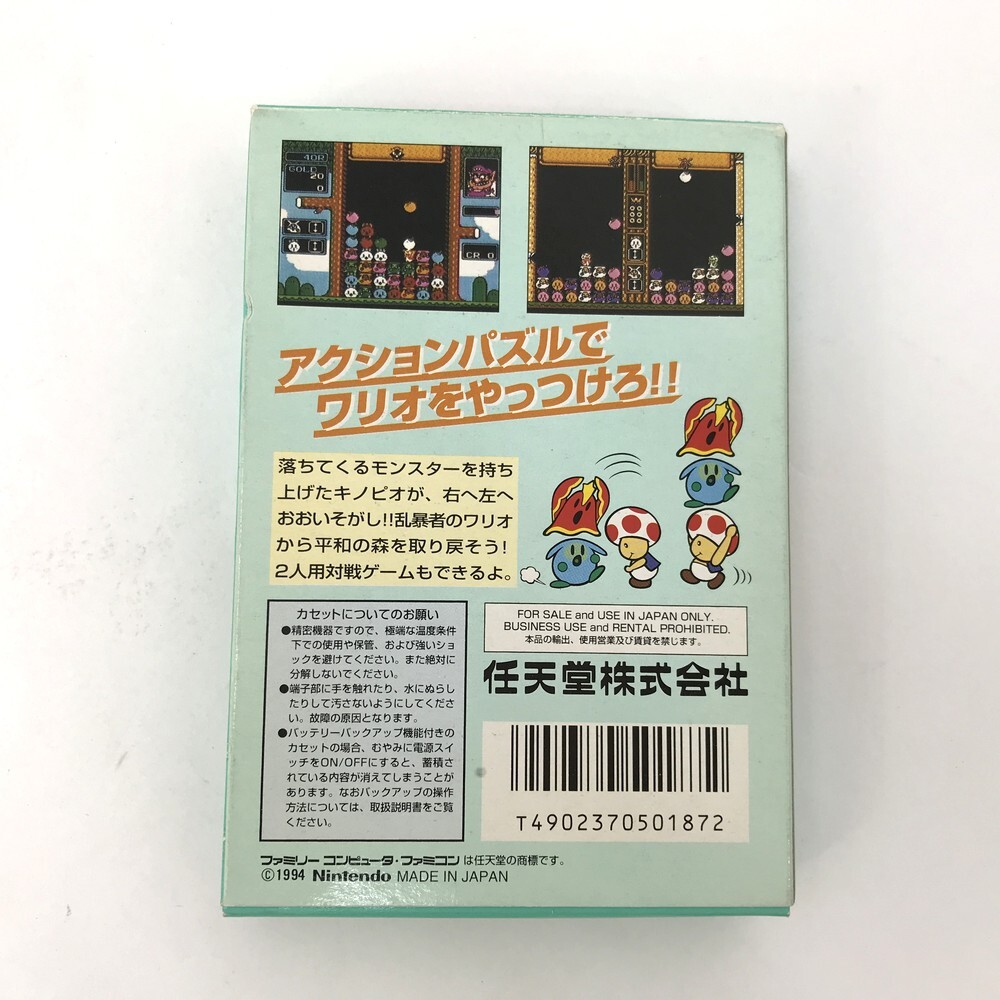 40R
GOLD
20
0
CR 0
アクションパズルで
ワリオをやっつけろ!!
落ちてくるモンスターを持ち
上げたキノピオが、右へ左へ
おおいそがし!!乱暴者のワリオ
から平和の森を取り戻そう!
2人用対戦ゲームもできるよ。
カセットについてのお願い
●精密機器ですので、極端な温度条件
下での使用や保管、および強いショ
ックを避けてください。また絶対に
分解しないでください。
●端子部に手を触れたり、水にぬらし
たりして汚さないようにしてくださ
い。故障の原因となります。
●バッテリーバックアップ機能付きの
カセットの場合、むやみに電源スイ
ッチをON/OFFにすると、蓄積さ
れている内容が消えてしまうことが
あります。なおバックアップの操作
方法については、取扱説明書をご覧
ください。
FOR SALE and USE IN JAPAN ONLY.
BUSINESS USE and RENTAL PROHIBITED.
本品の輸出、使用営業及び賃貸を禁じます。
任天堂株式会社
T4902370501872
ファミリー コンピュータ・ファミコン は任天堂の商標です。
©1994 Nintendo MADE IN JAPAN